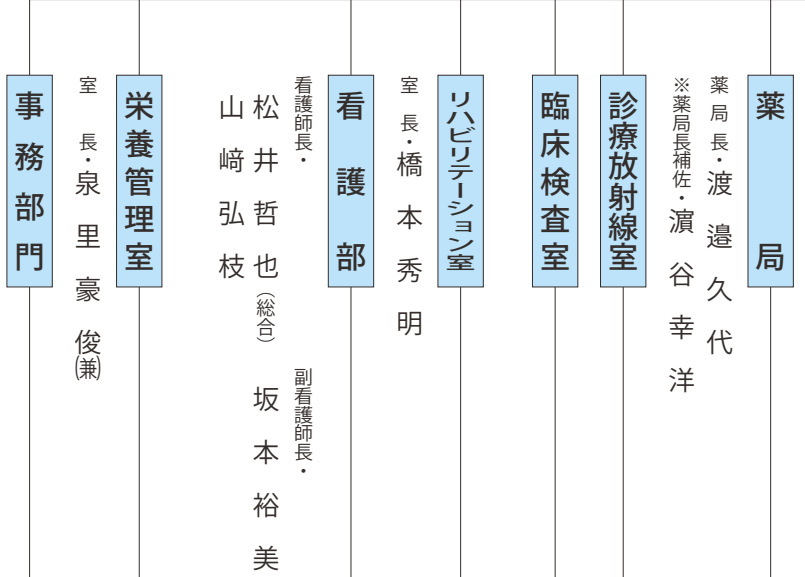 薬局
薬局長・渡邉久代
※薬局長補佐・濵谷幸洋
診療放射線室
臨床検査室
リハビリテーション室
室長・橋本秀明
看護部
看護師長・
松井哲也(総合)
山﨑弘枝
副看護師長・
坂本裕美
栄養管理室
室長・泉里豪俊(兼)
事務部門